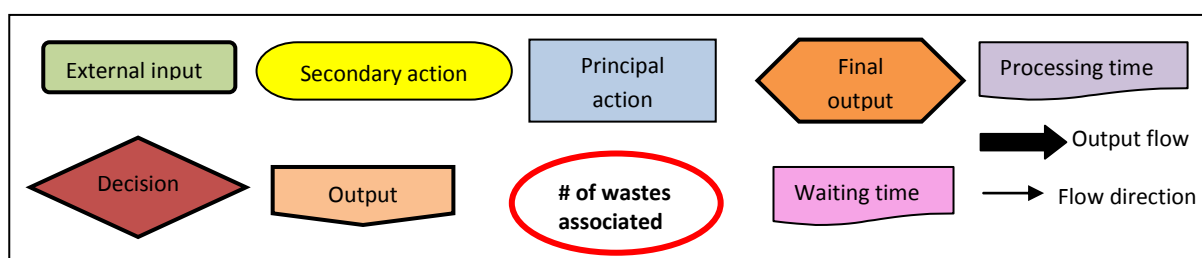 External input
Secondary action
Principal
action
Final
output
Processing time
Output flow
Decision
Output
# of wastes
associated
Waiting time
Flow direction